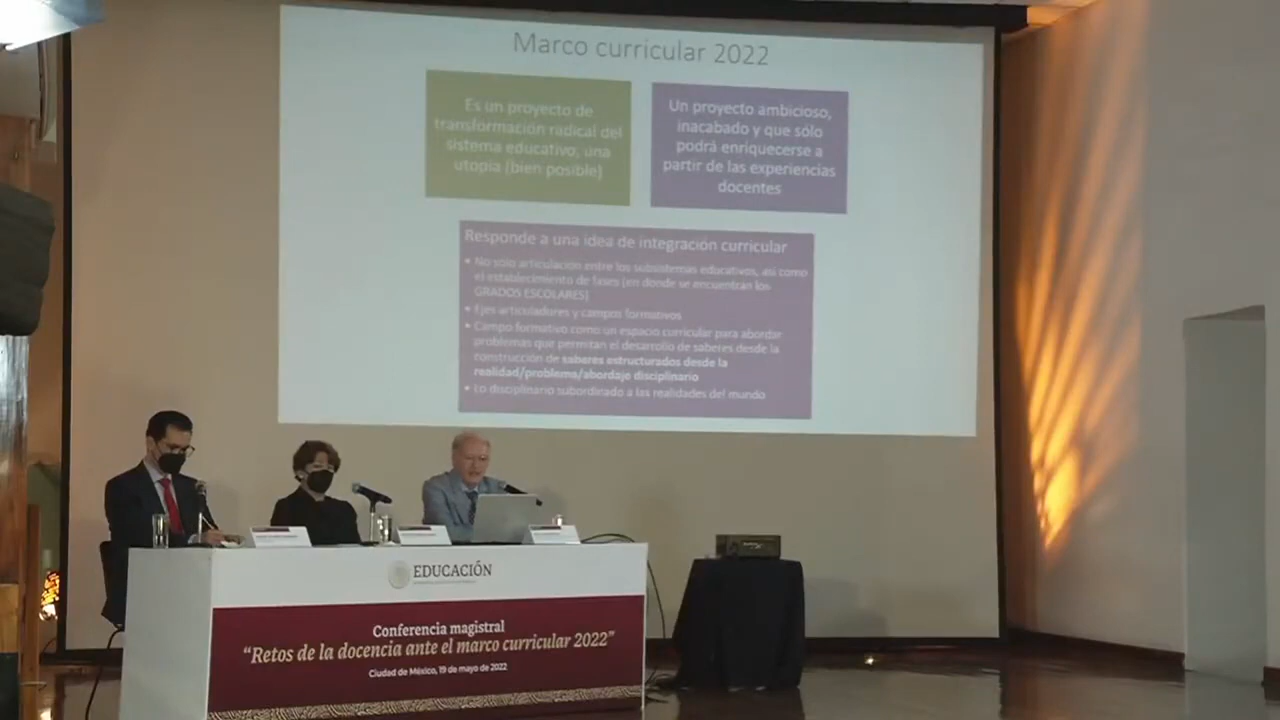 Marco curricular 2022
Es un proyecto de
transformación radical del
sistema educativo, una
utopia (bien posible)
Un proyecto ambicioso,
inacabado y que sólo
podrá enriquecerse a
partir de las experiencias
docentes
Responde a una idea de integración curricular
• No sólo articulación entre los subsistemas educativos, así como
el establecimiento de fases (en donde se encuentran los
GRADOS ESCOLARES)
• Ejes articuladores y campos formativos
• Campo formativo como un espacio curricular para abordar
problemas que permitan el desarrollo de saberes desde la
construcción de saberes estructurados desde la
realidad/problema/abordaje disciplinario
• Lo disciplinario subordinado a las realidades del mundo
EDUCACIÓN
Conferencia magistral
“Retos de la docencia ante el marco curricular 2022”
Ciudad de México, 19 de mayo de 2022